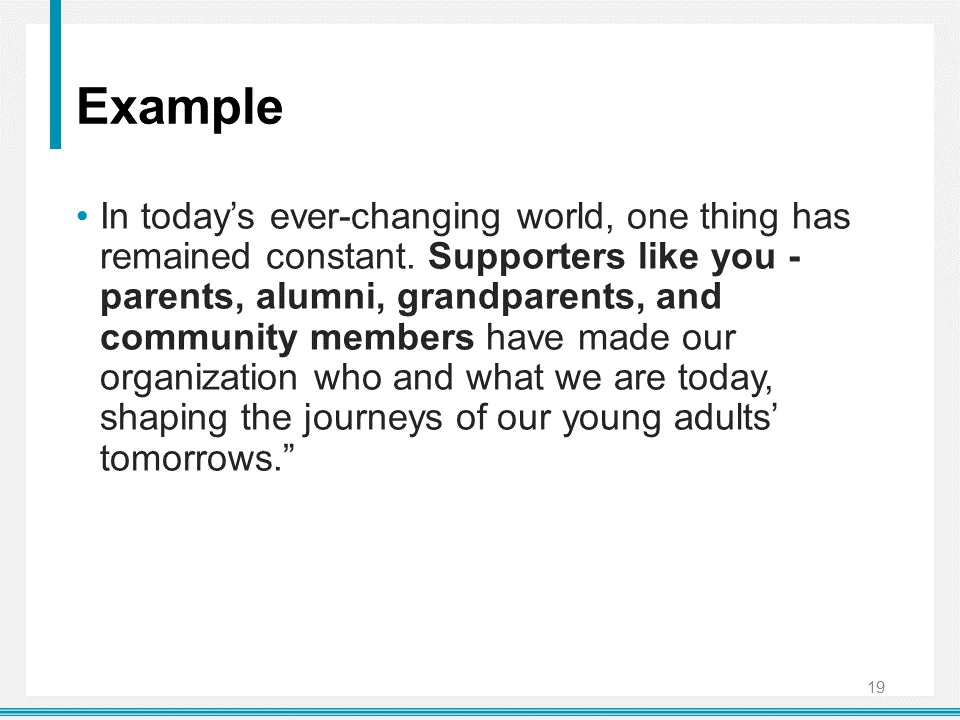 Example
• In today’s ever-changing world, one thing has
remained constant. Supporters like you -
parents, alumni, grandparents, and
community members have made our
organization who and what we are today,
shaping the journeys of our young adults’
tomorrows.”
19